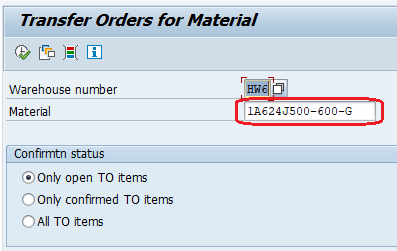 Transfer Orders for Material
Warehouse number HW6
Material 1A624J500-600-G
Confirmtn status
Only open TO items
Only confirmed TO items
All TO items